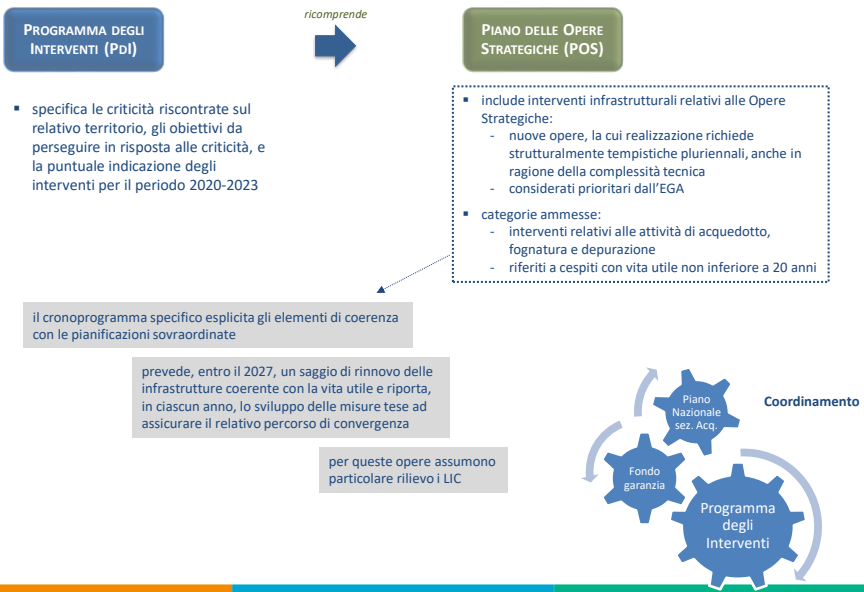 PROGRAMMA DEGLI
INTERVENTI (PDI)
ricomprende
PIANO DELLE OPERE
STRATEGICHE (POS)
▪ specifica le criticità riscontrate sul
relativo territorio, gli obiettivi da
perseguire in risposta alle criticità, e
la puntuale indicazione degli
interventi per il periodo 2020-2023
▪ include interventi infrastrutturali relativi alle Opere
Strategiche:
- nuove opere, la cui realizzazione richiede
strutturalmente tempistiche pluriennali, anche in
ragione della complessità tecnica
- considerati prioritari dall'EGA
▪ categorie ammesse:
- interventi relativi alle attività di acquedotto,
fognatura e depurazione
- riferiti a cespiti con vita utile non inferiore a 20 anni
il cronoprogramma specifico esplicita gli elementi di coerenza
con le pianificazioni sovraordinate
prevede, entro il 2027, un saggio di rinnovo delle
infrastrutture coerente con la vita utile e riporta,
in ciascun anno, lo sviluppo delle misure tese ad
assicurare il relativo percorso di convergenza
per queste opere assumono
particolare rilievo i LIC
Piano
Nazionale
sez. Acq.
Coordinamento
Fondo
garanzia
Programma
degli
Interventi